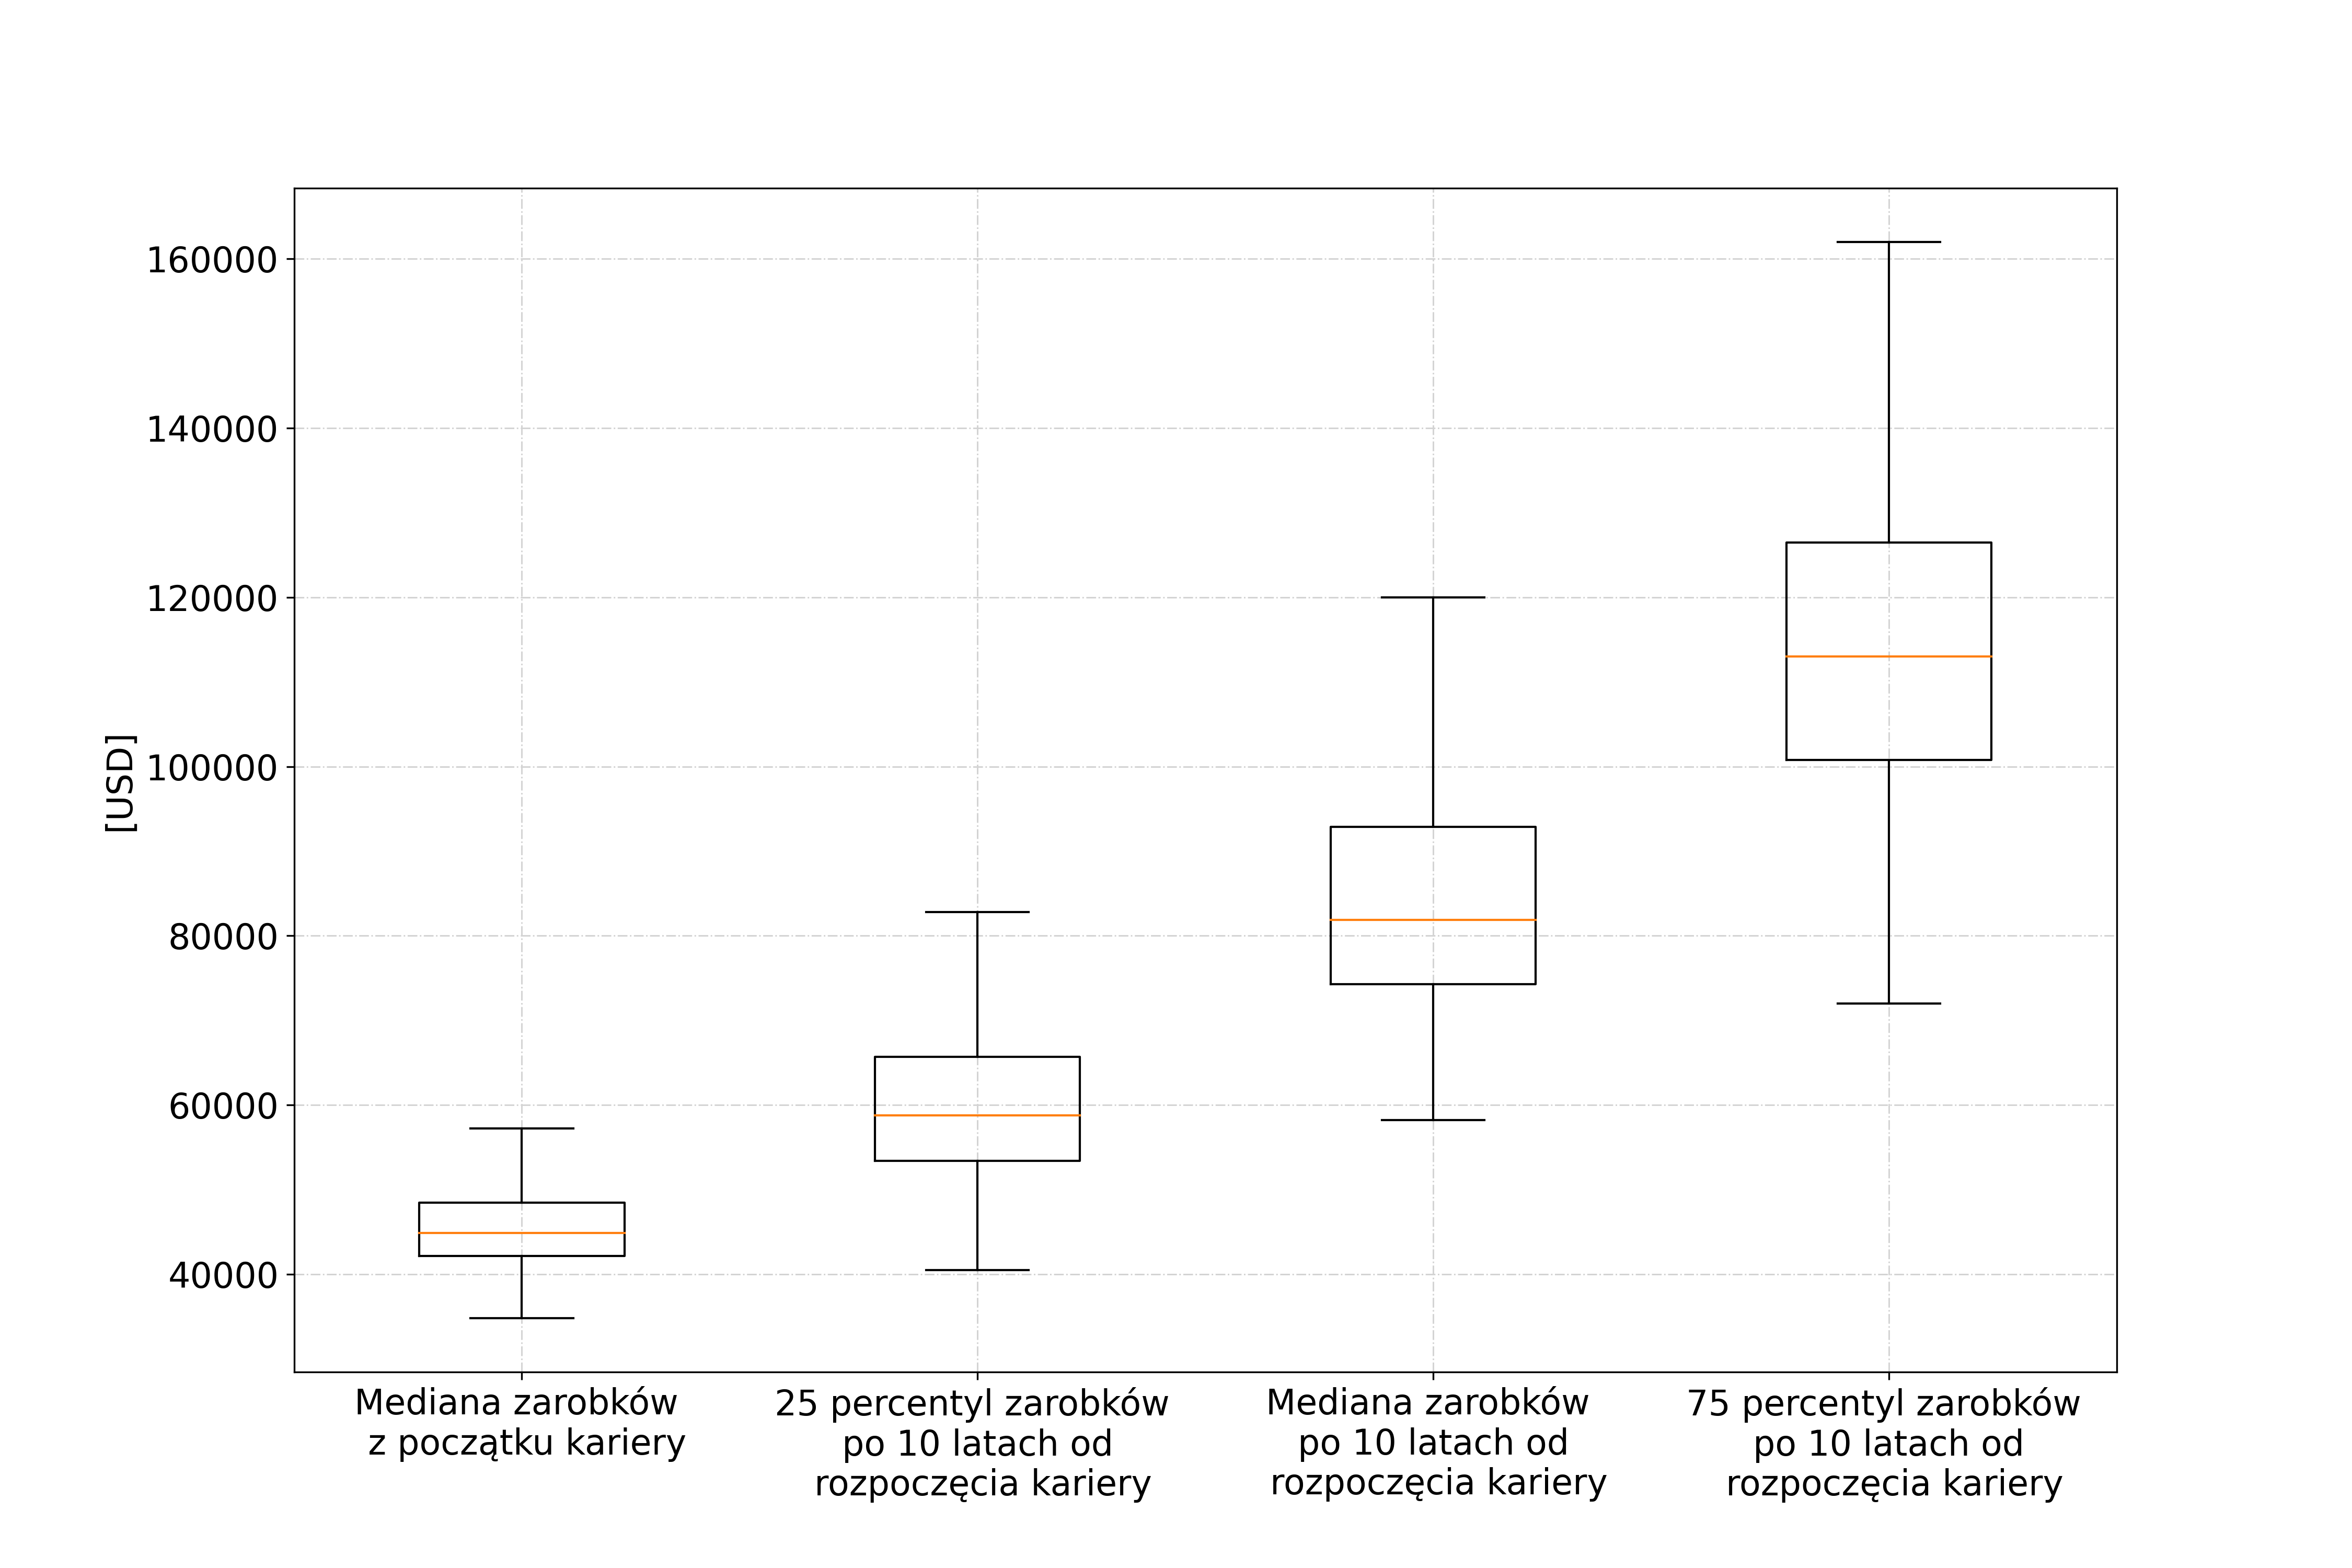 160000
140000
120000
100000
80000
60000
40000
[USD]
Mediana zarobków
z początku kariery
25 percentyl zarobków
po 10 latach od
rozpoczęcia kariery
Mediana zarobków
po 10 latach od
rozpoczęcia kariery
75 percentyl zarobków
po 10 latach od
rozpoczęcia kariery